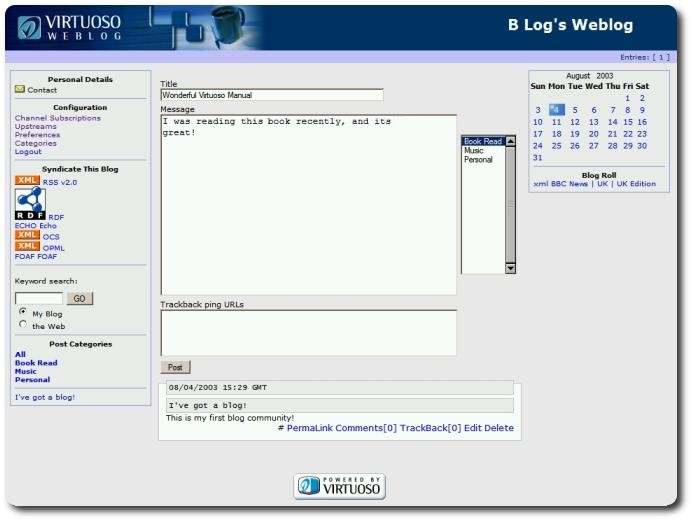 VIRTUOSO
WEBLOG
B Log's Weblog
Entries: [ 1 ]
Personal Details
Contact
Configuration
Channel Subscriptions
Upstreams
Preferences
Categories
Logout
Syndicate This Blog
XML RSS v2.0
RDF RDF
ECHO Echo
XML OCS
XML OPML
FOAF FOAF
Keyword search:
GO
My Blog
the Web
Post Categories
All
Book Read
Music
Personal
I've got a blog!
Title
Wonderful Virtuoso Manual
Message
I was reading this book recently, and its
great!
Book Read
Music
Personal
Trackback ping URLs
Post
08/04/2003 15:29 GMT
I've got a blog!
This is my first blog community!
# PermaLink Comments[0] TrackBack[0] Edit Delete
August 2003
Sun Mon Tue Wed Thu Fri Sat
1 2
3 4 5 6 7 8 9
10 11 12 13 14 15 16
17 18 19 20 21 22 23
24 25 26 27 28 29 30
31
Blog Roll
xml BBC News | UK | UK Edition
POWERED BY
VIRTUOSO